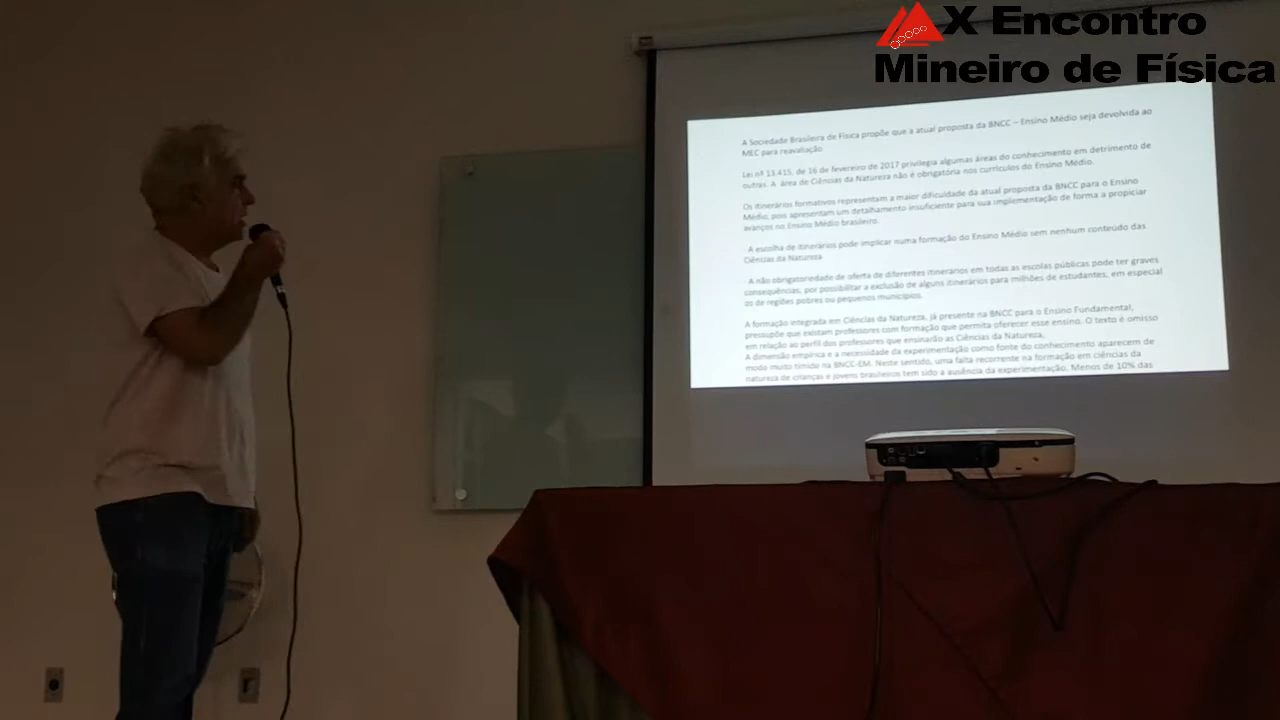 X Encontro
Mineiro de Física
A Sociedade Brasileira de Física propõe que a atual proposta da BNCC – Ensino Médio seja devolvida ao
MEC para reavaliação
Lei nº 13.415, de 16 de fevereiro de 2017 privilegia algumas áreas do conhecimento em detrimento de
outras. A área de Ciências da Natureza não é obrigatória nos currículos do Ensino Médio.
Os itinerários formativos representam a maior dificuldade da atual proposta da BNCC para o Ensino
Médio, pois apresentam um detalhamento insuficiente para sua implementação de forma a propiciar
avanços no Ensino Médio brasileiro.
A escolha de itinerários pode implicar numa formação do Ensino Médio sem nenhum conteúdo das
Ciências da Natureza
A não obrigatoriedade de oferta de diferentes itinerários em todas as escolas públicas pode ter graves
consequências, por possibilitar a exclusão de alguns itinerários para milhões de estudantes, em especial
os de regiões pobres ou pequenos municípios.
A formação integrada em Ciências da Natureza, já presente na BNCC para o Ensino Fundamental,
pressupõe que existam professores com formação que permita oferecer esse ensino. O texto é omisso
em relação ao perfil dos professores que ensinarão as Ciências da Natureza,
A dimensão empírica e a necessidade da experimentação como fonte do conhecimento aparecem de
modo muito tímido na BNCC-EM. Neste sentido, uma falta recorrente na formação em ciências da
natureza de crianças e jovens brasileiros tem sido a ausência da experimentação. Menos de 10% das